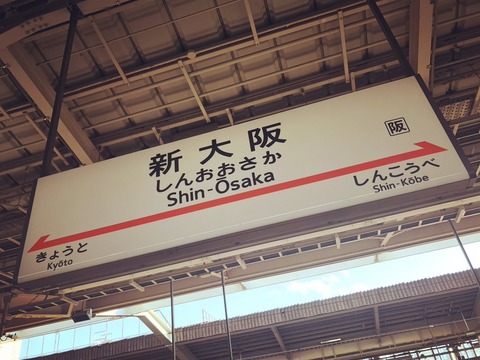 阪
新大阪
しんおおさか
Shin-Osaka
きょうと
Kyōto
しんこうべ
Shin-Kōbe